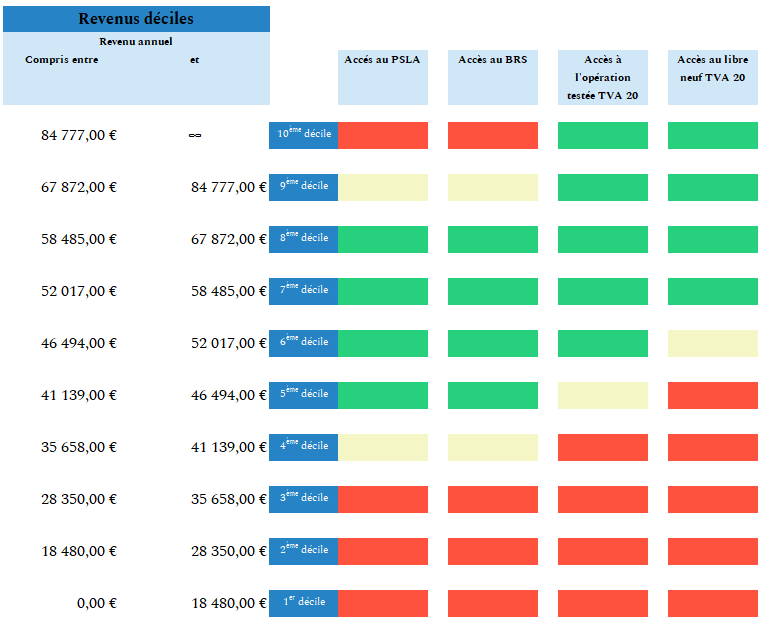 Revenus déciles
Revenu annuel
Compris entre et
Accés au PSLA Accès au BRS Accès à l'opération testée TVA 20 Accès au libre neuf TVA 20
84 777,00 € ∞ 10ème décile
67 872,00 € 84 777,00 € 9ème décile
58 485,00 € 67 872,00 € 8ème décile
52 017,00 € 58 485,00 € 7ème décile
46 494,00 € 52 017,00 € 6ème décile
41 139,00 € 46 494,00 € 5ème décile
35 658,00 € 41 139,00 € 4ème décile
28 350,00 € 35 658,00 € 3ème décile
18 480,00 € 28 350,00 € 2ème décile
0,00 € 18 480,00 € 1er décile